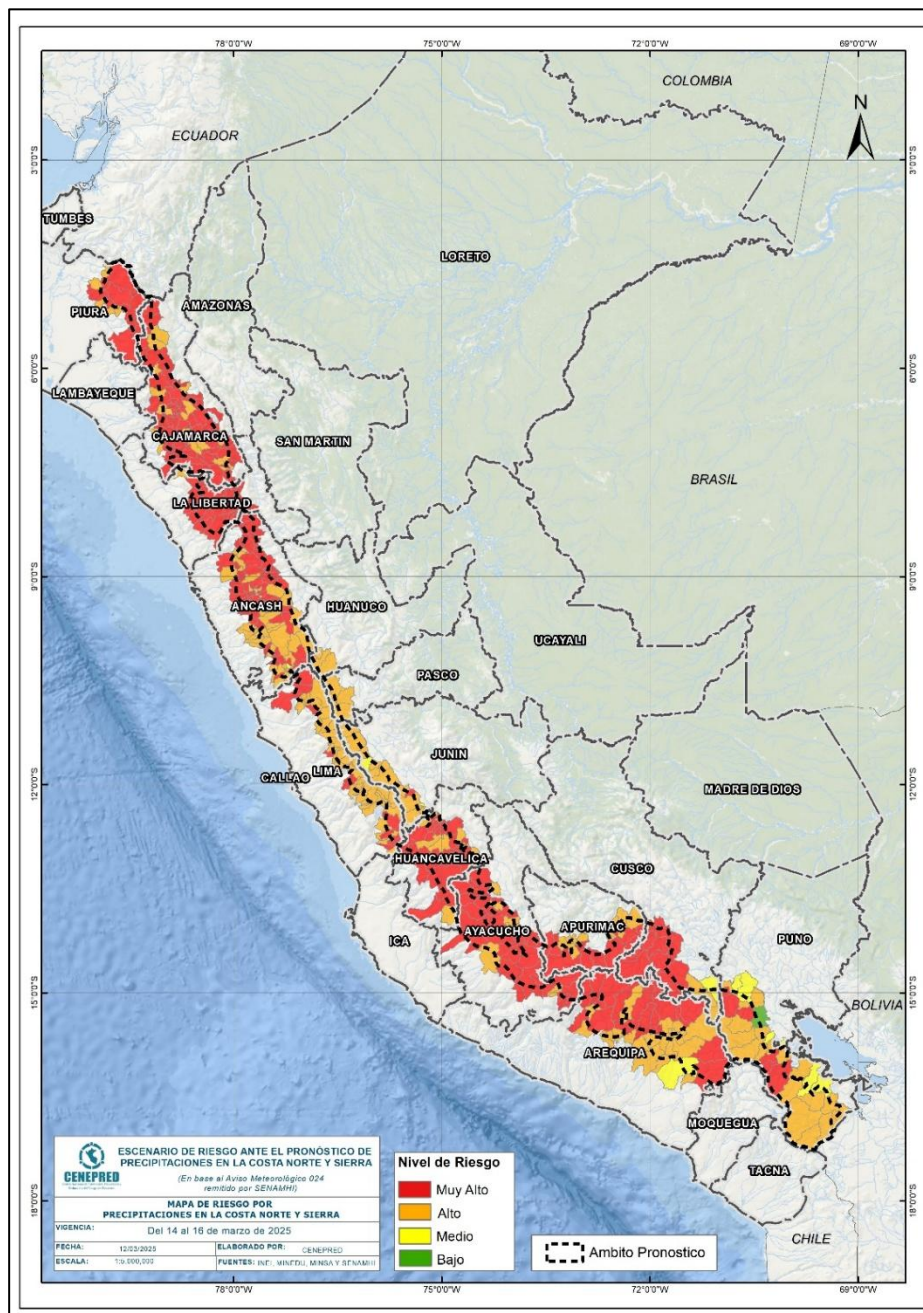 78°0'0"W
75°0'0"W
72°0'0"W
69°0'0"W
COLOMBIA
ECUADOR
N
3°0'0"S
3°0'0"S
TUMBES
LORETO
PIURA
AMAZONAS
6°0'0"S
6°0'0"S
LAMBAYEQUE
CAJAMARCA
SAN MARTIN
BRASIL
LA LIBERTAD
9°0'0"S
9°0'0"S
ANCASH
HUANUCO
UCAYALI
PASCO
JUNIN
CALLAO
LIMA
12°0'0"S
12°0'0"S
MADRE DE DIOS
HUANCAVELICA
CUSCO
ICA
AYACUCHO
APURIMAC
PUNO
15°0'0"S
15°0'0"S
BOLIVIA
AREQUIPA
MOQUEGUA
TACNA
18°0'0"S
18°0'0"S
CHILE
CENEPRED
ESCENARIO DE RIESGO ANTE EL PRONÓSTICO DE
PRECIPITACIONES EN LA COSTA NORTE Y SIERRA
(En base al Aviso Meteorológico 024
remitido por SENAMHI)
MAPA DE RIESGO POR
PRECIPITACIONES EN LA COSTA NORTE Y SIERRA
VIGENCIA: Del 14 al 16 de marzo de 2025
FECHA: 12/03/2025 ELABORADO POR: CENEPRED
ESCALA: 1:5,000,000 FUENTES: INEI, MINEDU, MINSA Y SENAMHI
Nivel de Riesgo
Muy Alto
Alto
Medio
Bajo
Ambito Pronostico
78°0'0"W
75°0'0"W
72°0'0"W
69°0'0"W